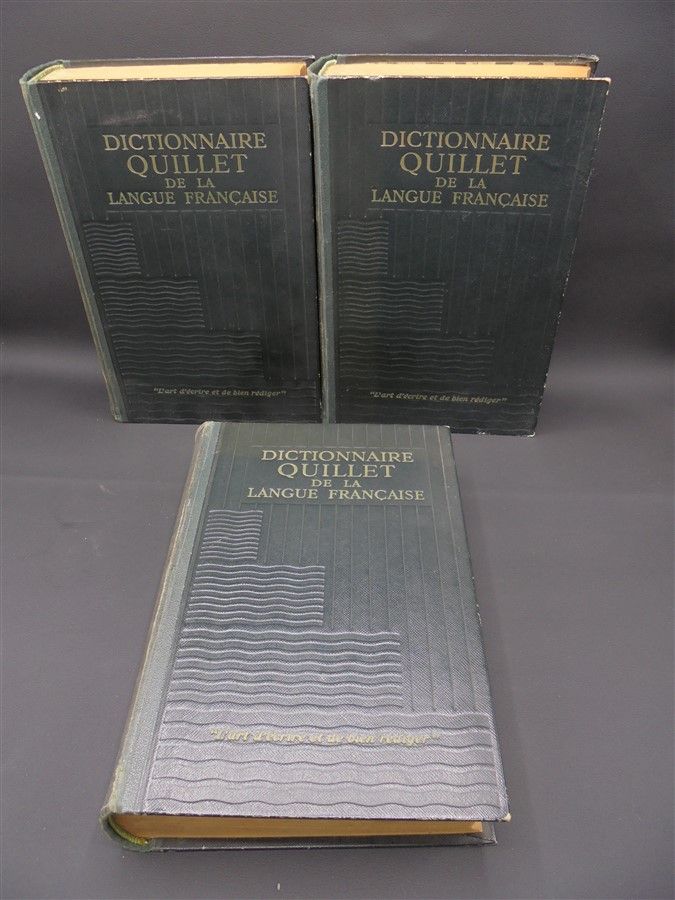 DICTIONNAIRE
QUILLET
DE LA
LANGUE FRANÇAISE
"L'art d'écrire et de bien rédiger"
DICTIONNAIRE
QUILLET
DE LA
LANGUE FRANÇAISE
"L'art d'écrire et de bien rédiger"
DICTIONNAIRE
QUILLET
DE LA
LANGUE FRANÇAISE
"L'art d'écrire et de bien rédiger"